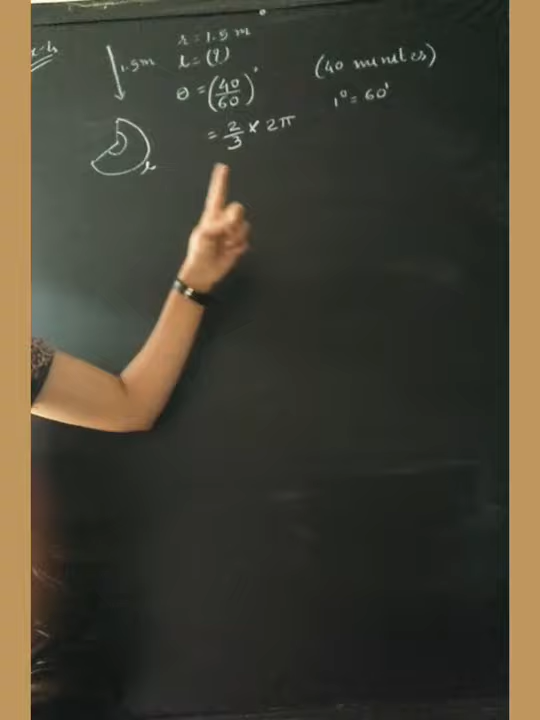 r = 1.5 m
1.5m
l = (?)
θ = (40/60)°
(40 minutes)
1° = 60'
= 2/3 × 2π
l